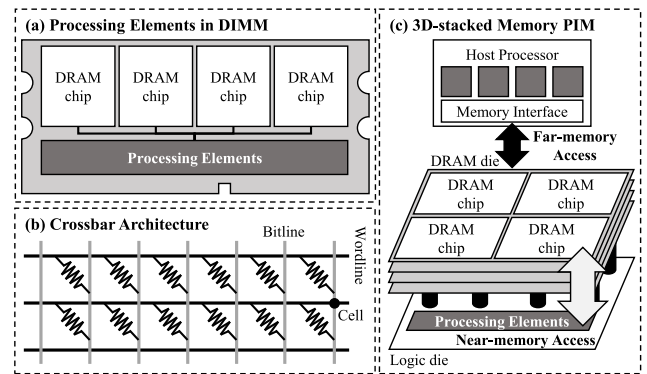 (a) Processing Elements in DIMM
DRAM
chip
DRAM
chip
DRAM
chip
DRAM
chip
Processing Elements
(b) Crossbar Architecture
Bitline
Wordline
Cell
(c) 3D-stacked Memory PIM
Host Processor
Memory Interface
Far-memory
Access
DRAM die
DRAM
chip
DRAM
chip
DRAM
chip
DRAM
chip
Processing Elements
Near-memory Access
Logic die